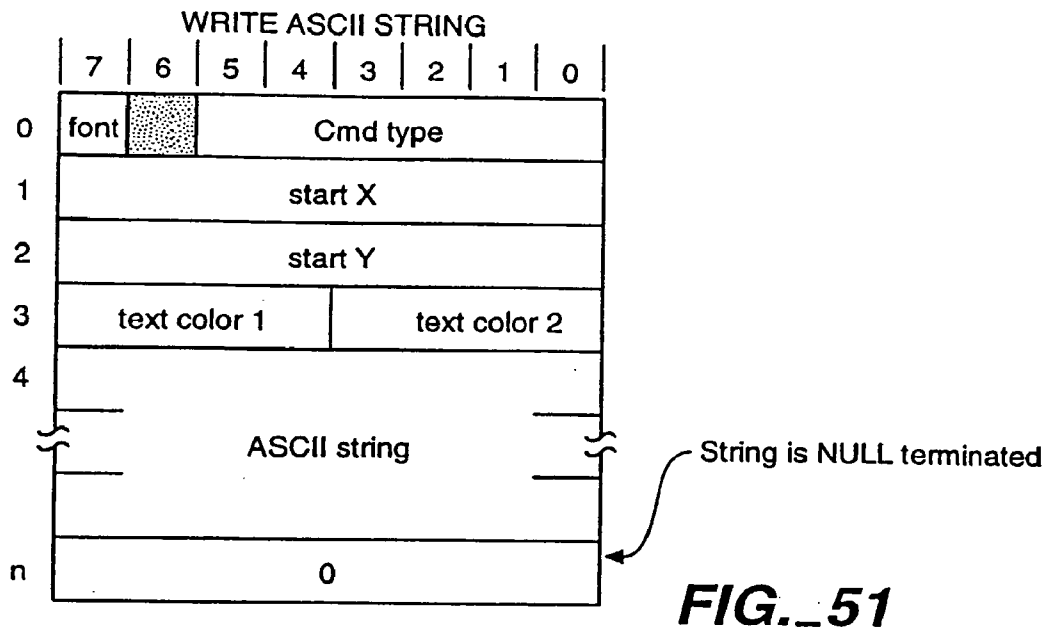 WRITE ASCII STRING
7 6 5 4 3 2 1 0
0 font Cmd type
1 start X
2 start Y
3 text color 1 text color 2
4
ASCII string
String is NULL terminated
n 0
FIG._51